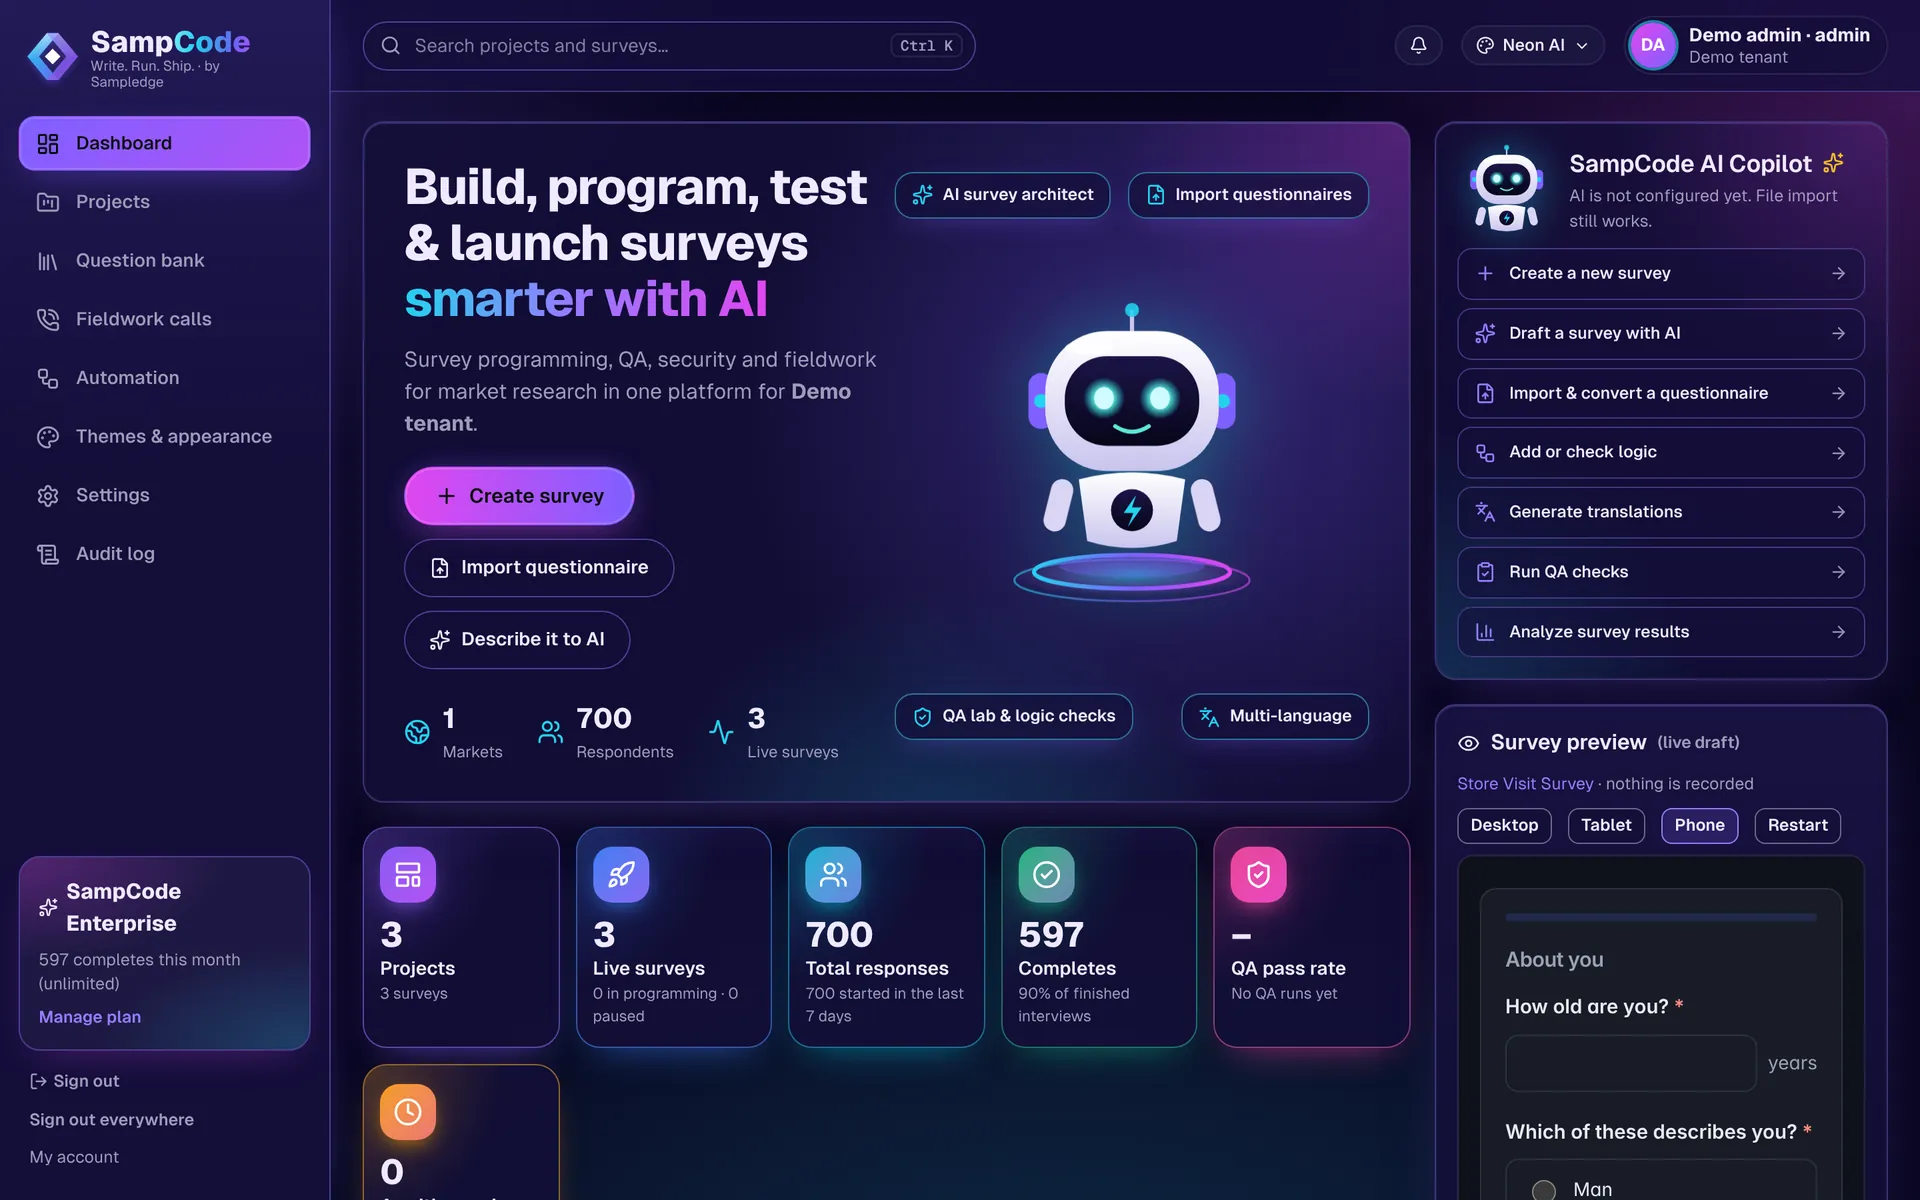 SampCode
Write. Run. Ship. · by
Sampledge
Search projects and surveys...
Ctrl K
Neon AI
DA
Demo admin · admin
Demo tenant
Dashboard
Projects
Question bank
Fieldwork calls
Automation
Themes & appearance
Settings
Audit log
SampCode
Enterprise
597 completes this month
(unlimited)
Manage plan
Sign out
Sign out everywhere
My account
Build, program, test
& launch surveys
smarter with AI
AI survey architect
Import questionnaires
Survey programming, QA, security and fieldwork
for market research in one platform for Demo
tenant.
Create survey
Import questionnaire
Describe it to AI
1
Markets
700
Respondents
3
Live surveys
QA lab & logic checks
Multi-language
3
Projects
3 surveys
3
Live surveys
0 in programming · 0
paused
700
Total responses
700 started in the last
7 days
597
Completes
90% of finished
interviews
–
QA pass rate
No QA runs yet
0
SampCode AI Copilot
AI is not configured yet. File import
still works.
Create a new survey
Draft a survey with AI
Import & convert a questionnaire
Add or check logic
Generate translations
Run QA checks
Analyze survey results
Survey preview (live draft)
Store Visit Survey · nothing is recorded
Desktop
Tablet
Phone
Restart
About you
How old are you? *
years
Which of these describes you? *
Man